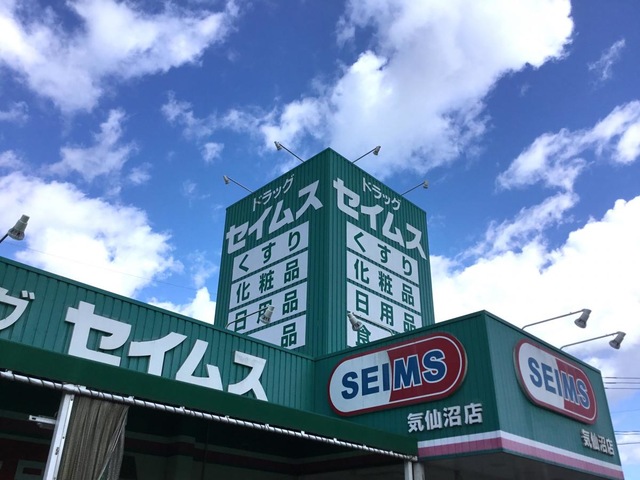 ドラッグ
セイムス
くすり
化粧品
日用品
品
ドラッグ
セイムス
くすり
化粧品
日用品
食
グ
セイムス
SEIMS
気仙沼店
SEIMS
気仙沼店